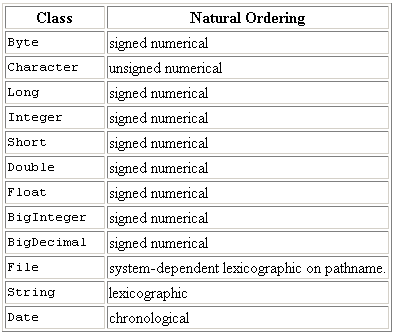 Class Natural Ordering
Byte signed numerical
Character unsigned numerical
Long signed numerical
Integer signed numerical
Short signed numerical
Double signed numerical
Float signed numerical
BigInteger signed numerical
BigDecimal signed numerical
File system-dependent lexicographic on pathname.
String lexicographic
Date chronological